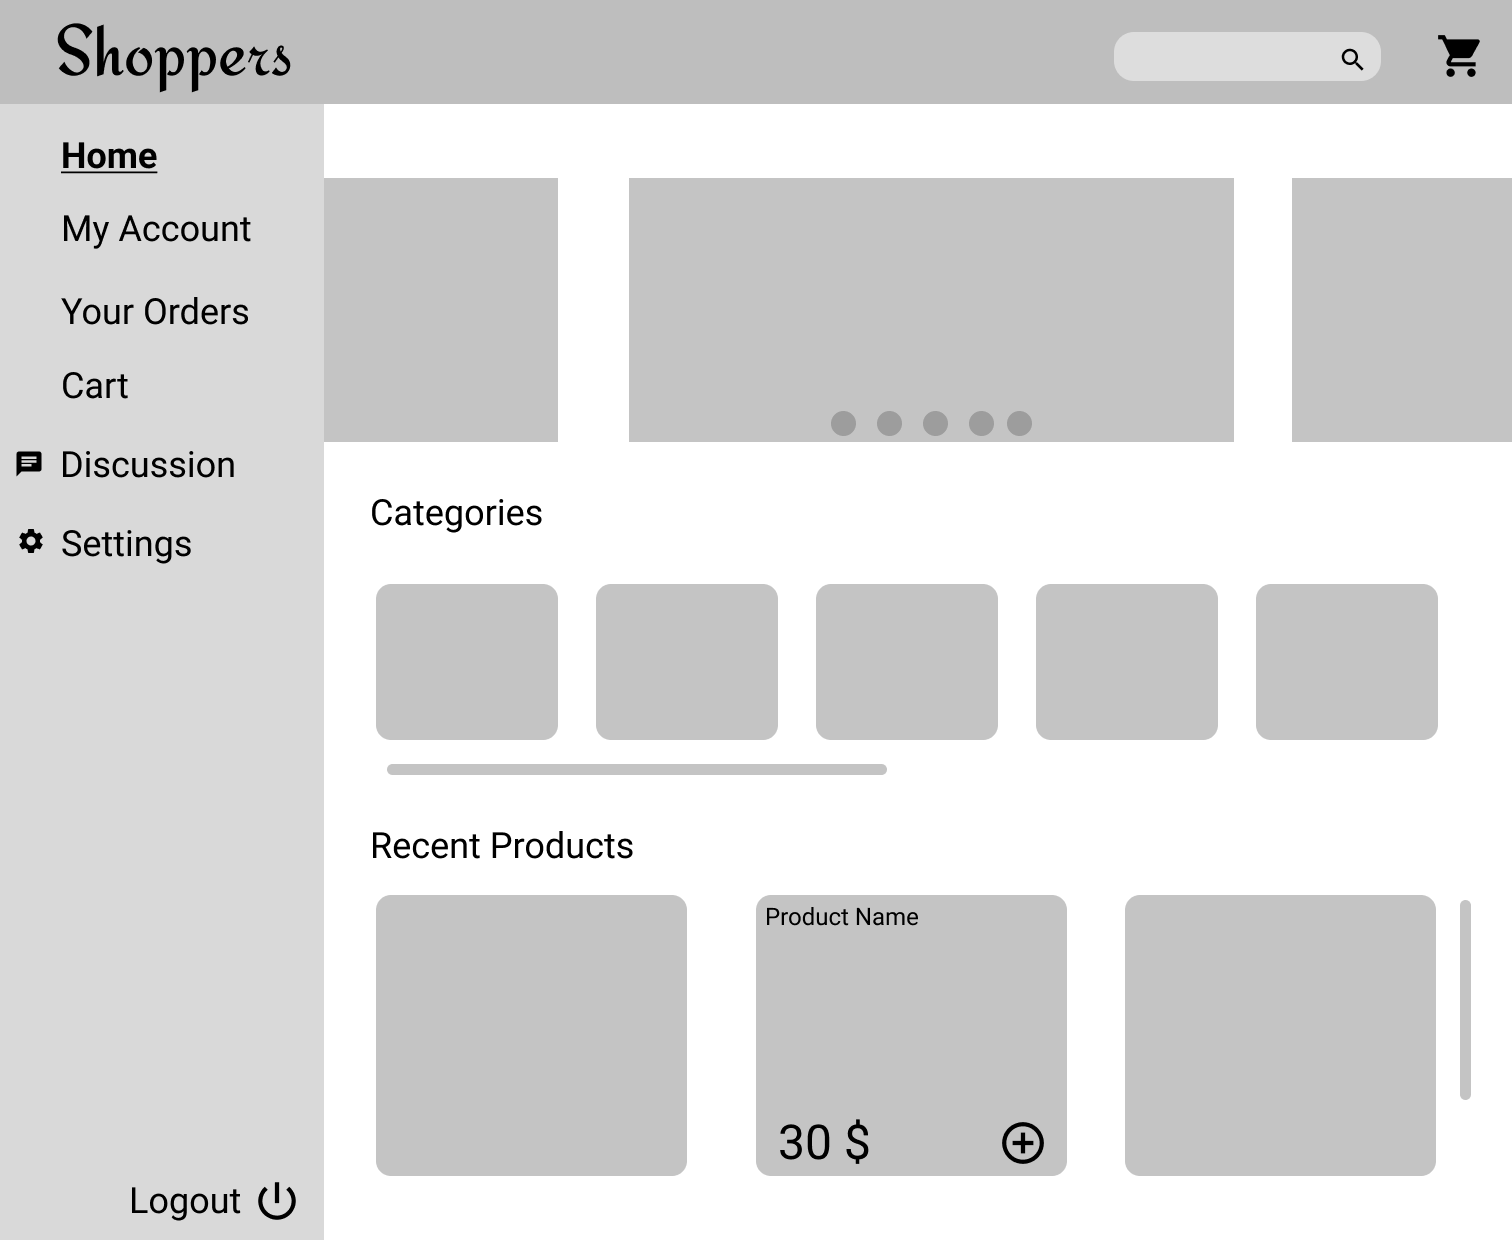 Shoppers
Home
My Account
Your Orders
Cart
Discussion
Settings
Logout
Categories
Recent Products
Product Name
30 $